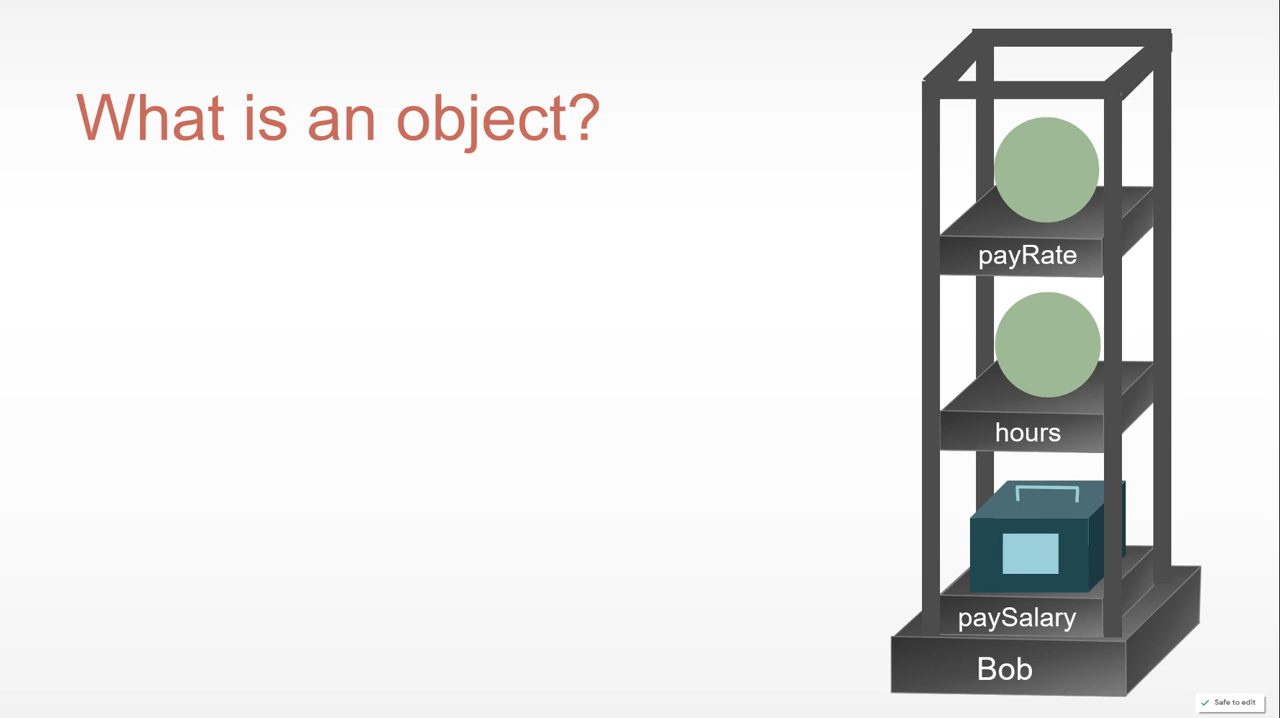 What is an object?
payRate
hours
paySalary
Bob
Safe to edit